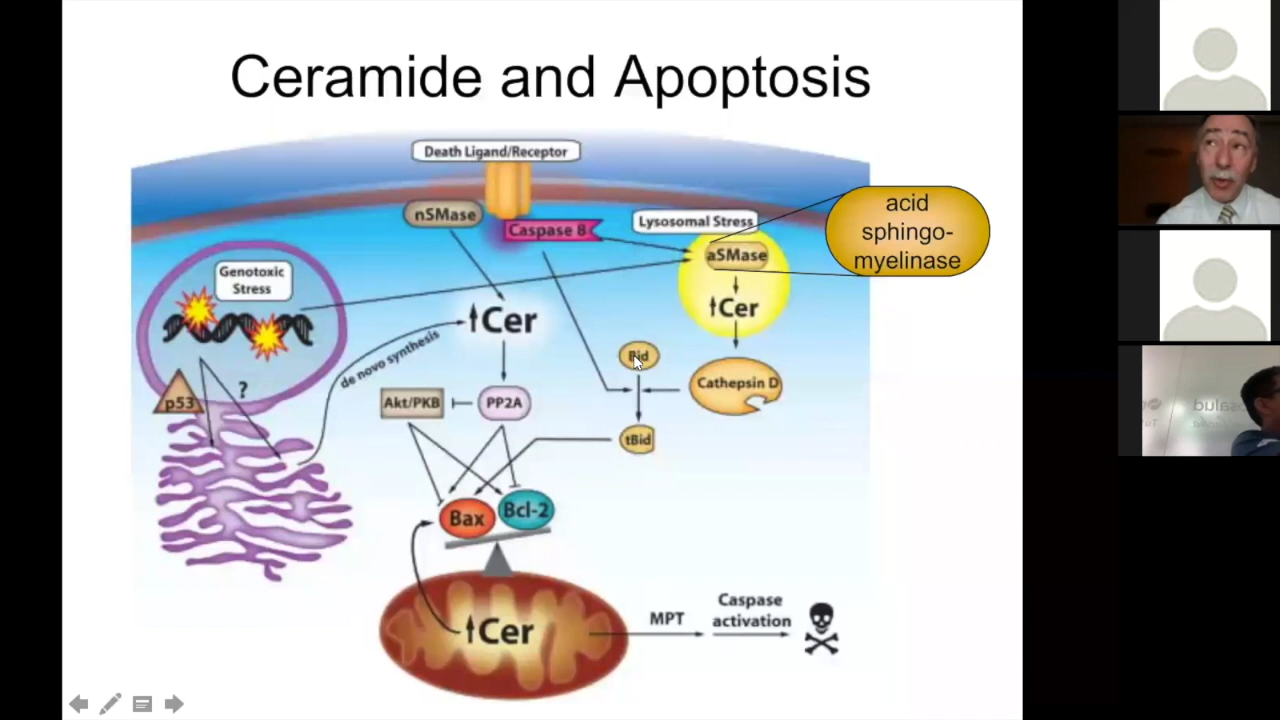 Ceramide and Apoptosis
Death Ligand/Receptor
nSMase
Caspase 8
Lysosomal Stress
aSMase
↑Cer
acid
sphingo-
myelinase
Genotoxic
Stress
p53
?
de novo synthesis
↑Cer
Akt/PKB
PP2A
Bid
Cathepsin D
tBid
Bax
Bcl-2
↑Cer
MPT
Caspase
activation